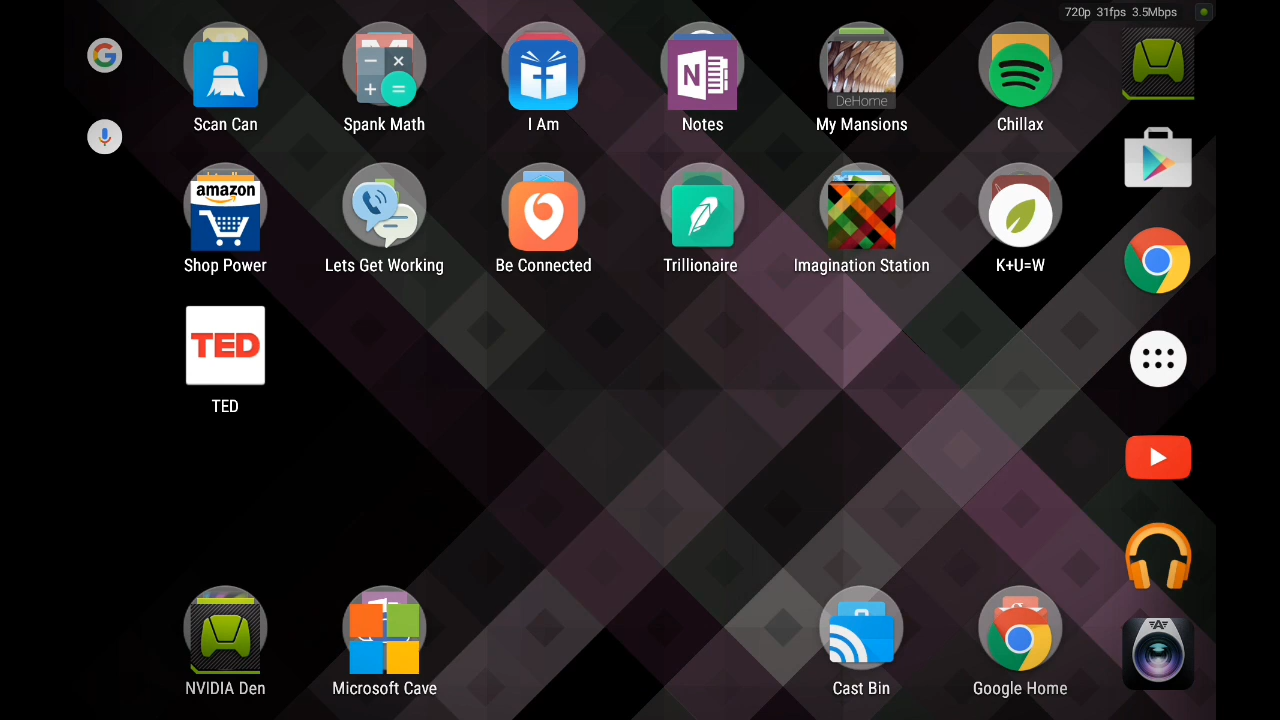 720p 31fps 3.5Mbps
Scan Can
Spank Math
I Am
N
Notes
DeHome
My Mansions
Chillax
amazon
Shop Power
Lets Get Working
Be Connected
Trillionaire
Imagination Station
K+U=W
TED
TED
NVIDIA Den
Microsoft Cave
Cast Bin
Google Home